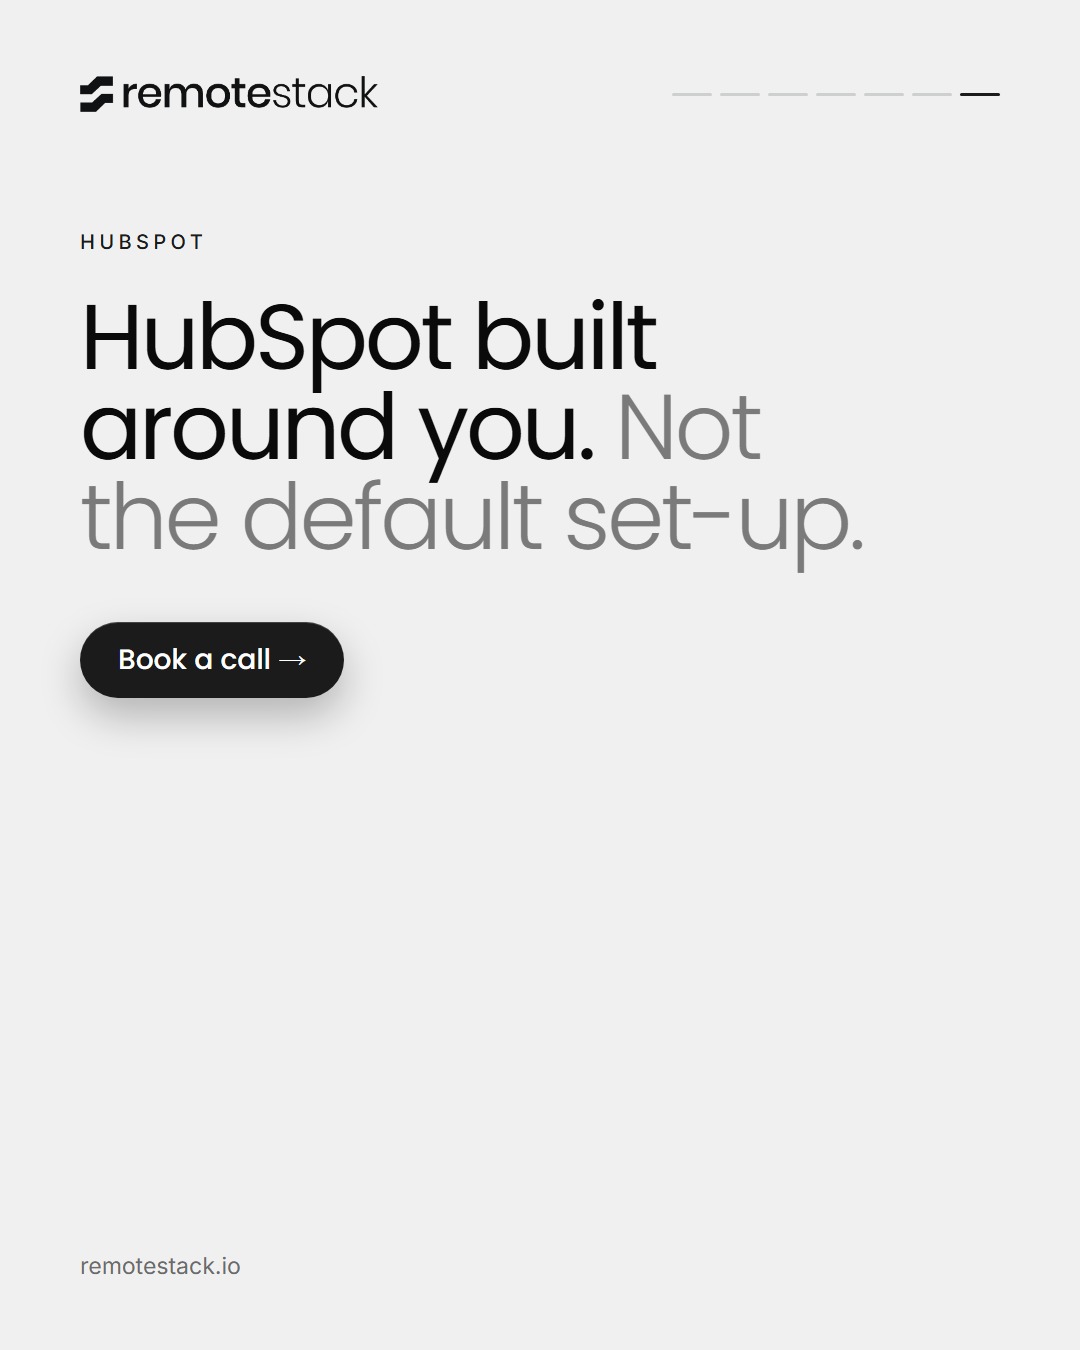 remotestack
HUBSPOT
HubSpot built
around you. Not
the default set-up.
Book a call →
remotestack.io